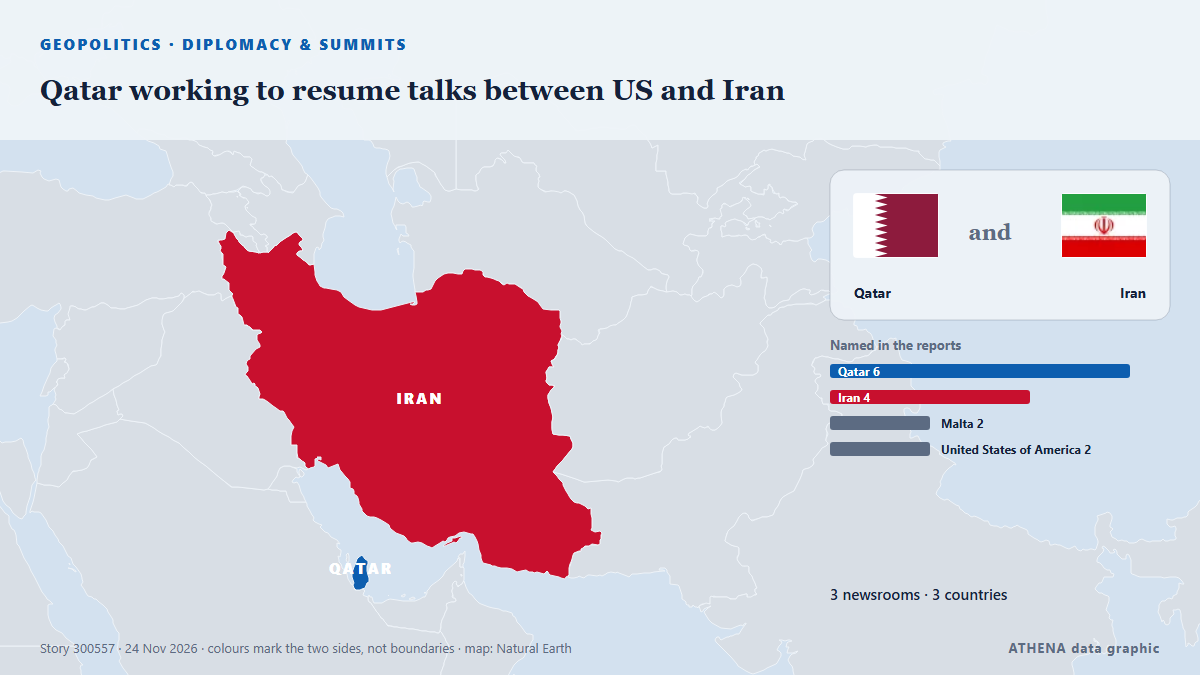 GEOPOLITICS · DIPLOMACY & SUMMITS
Qatar working to resume talks between US and Iran
and
Qatar
Iran
Named in the reports
Qatar 6
Iran 4
Malta 2
United States of America 2
IRAN
QATAR
3 newsrooms · 3 countries
Story 300557 · 24 Nov 2026 · colours mark the two sides, not boundaries · map: Natural Earth
ATHENA data graphic